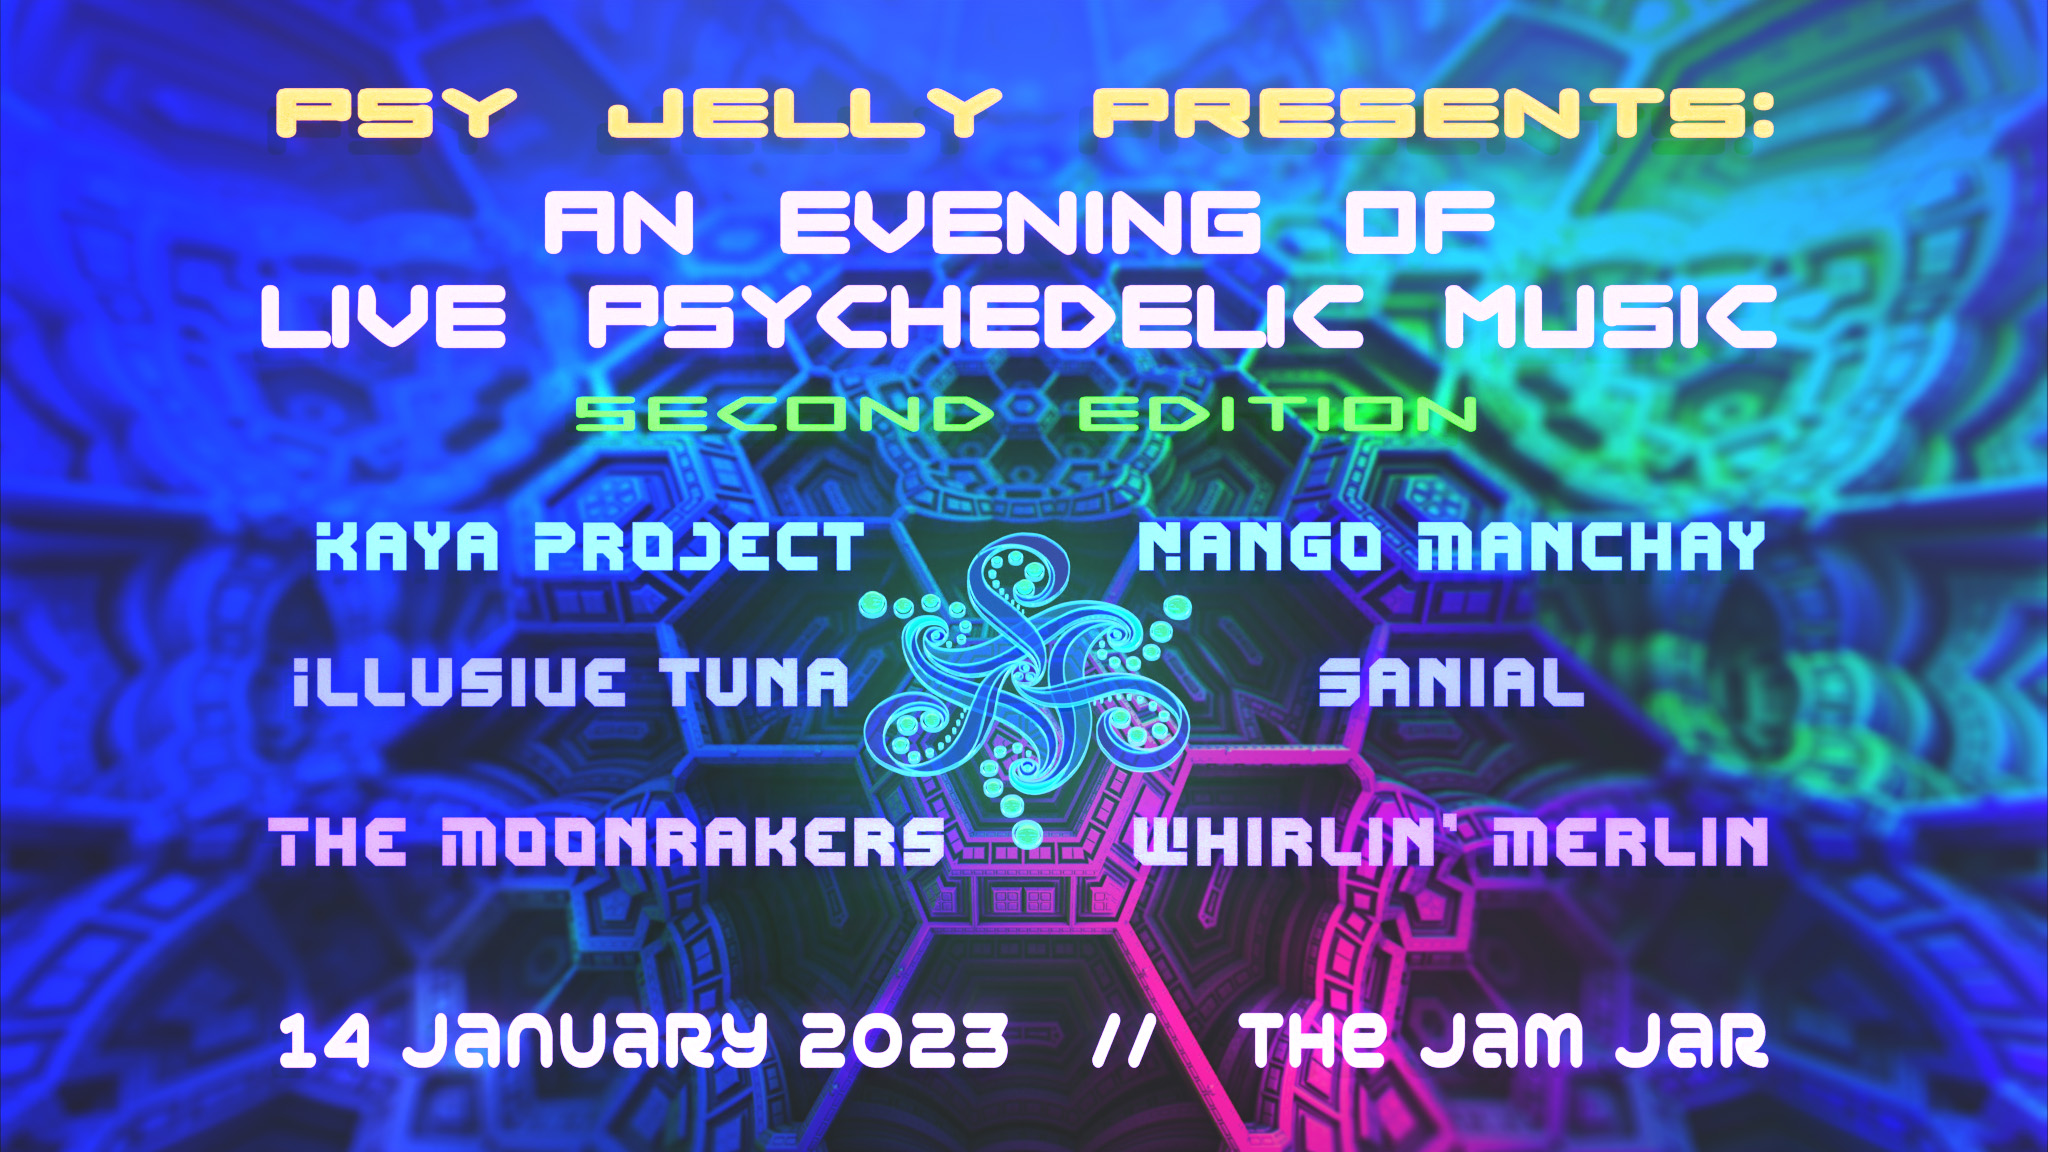 PSY JELLY PRESENTS:
AN EVENING OF
LIVE PSYCHEDELIC MUSIC
SECOND EDITION
KAYA PROJECT
NANGO MANCHAY
ILLUSIVE TUNA
SANIAL
THE MOONRAKERS
WHIRLIN' MERLIN
14 JANUARY 2023 // THE JAM JAR